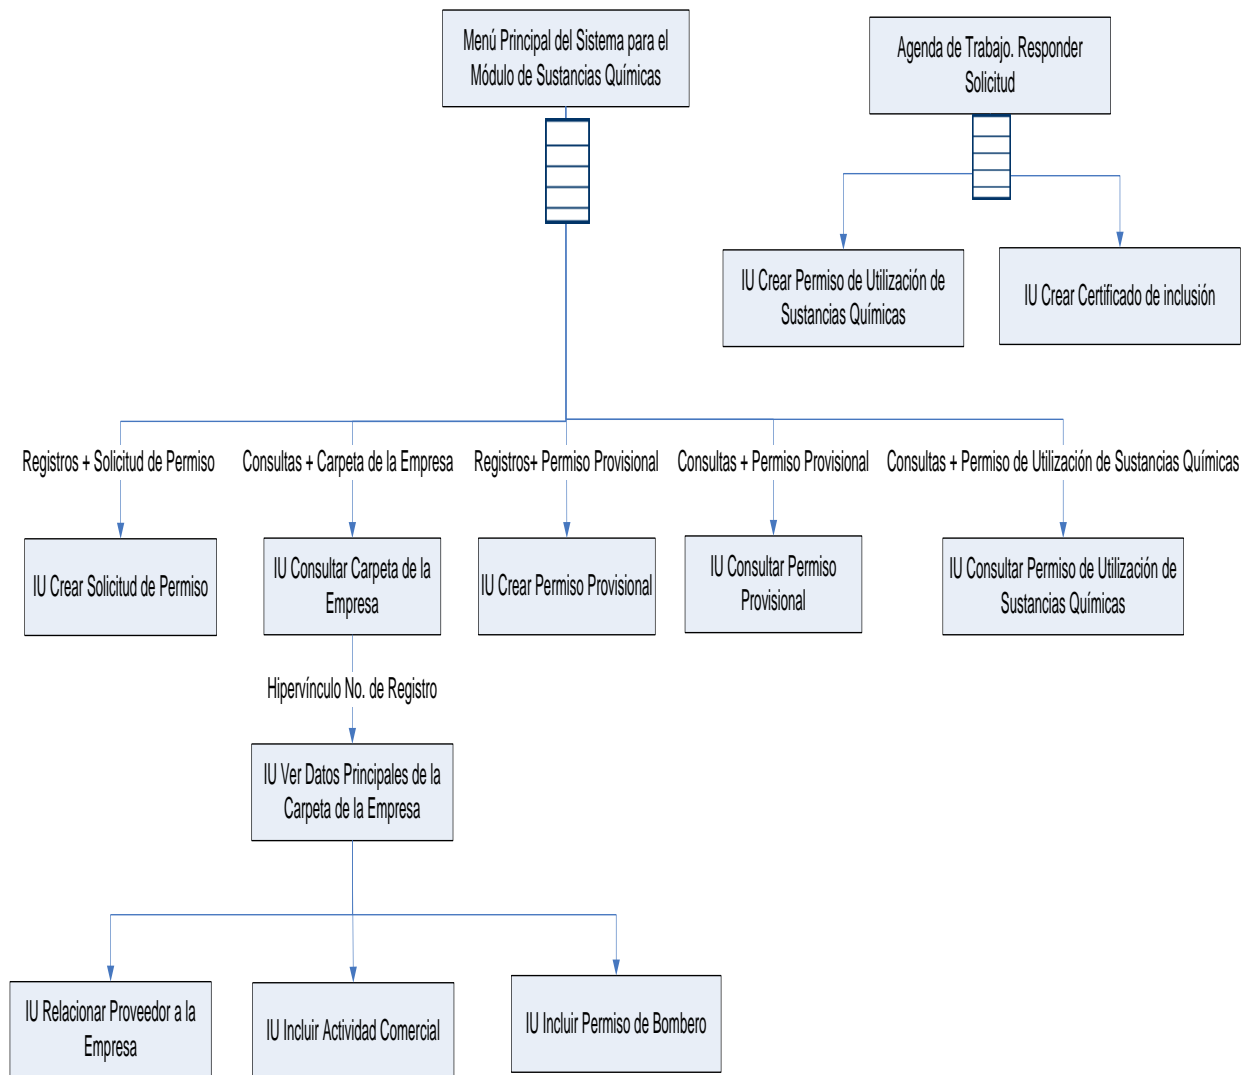 Menú Principal del Sistema para el
Módulo de Sustancias Químicas
Agenda de Trabajo. Responder
Solicitud
IU Crear Permiso de Utilización de
Sustancias Químicas
IU Crear Certificado de inclusión
Registros + Solicitud de Permiso
Consultas + Carpeta de la Empresa
Registros+ Permiso Provisional
Consultas + Permiso Provisional
Consultas + Permiso de Utilización de Sustancias Químicas
IU Crear Solicitud de Permiso
IU Consultar Carpeta de la
Empresa
IU Crear Permiso Provisional
IU Consultar Permiso
Provisional
IU Consultar Permiso de Utilización de
Sustancias Químicas
Hipervínculo No. de Registro
IU Ver Datos Principales de la
Carpeta de la Empresa
IU Relacionar Proveedor a la
Empresa
IU Incluir Actividad Comercial
IU Incluir Permiso de Bombero